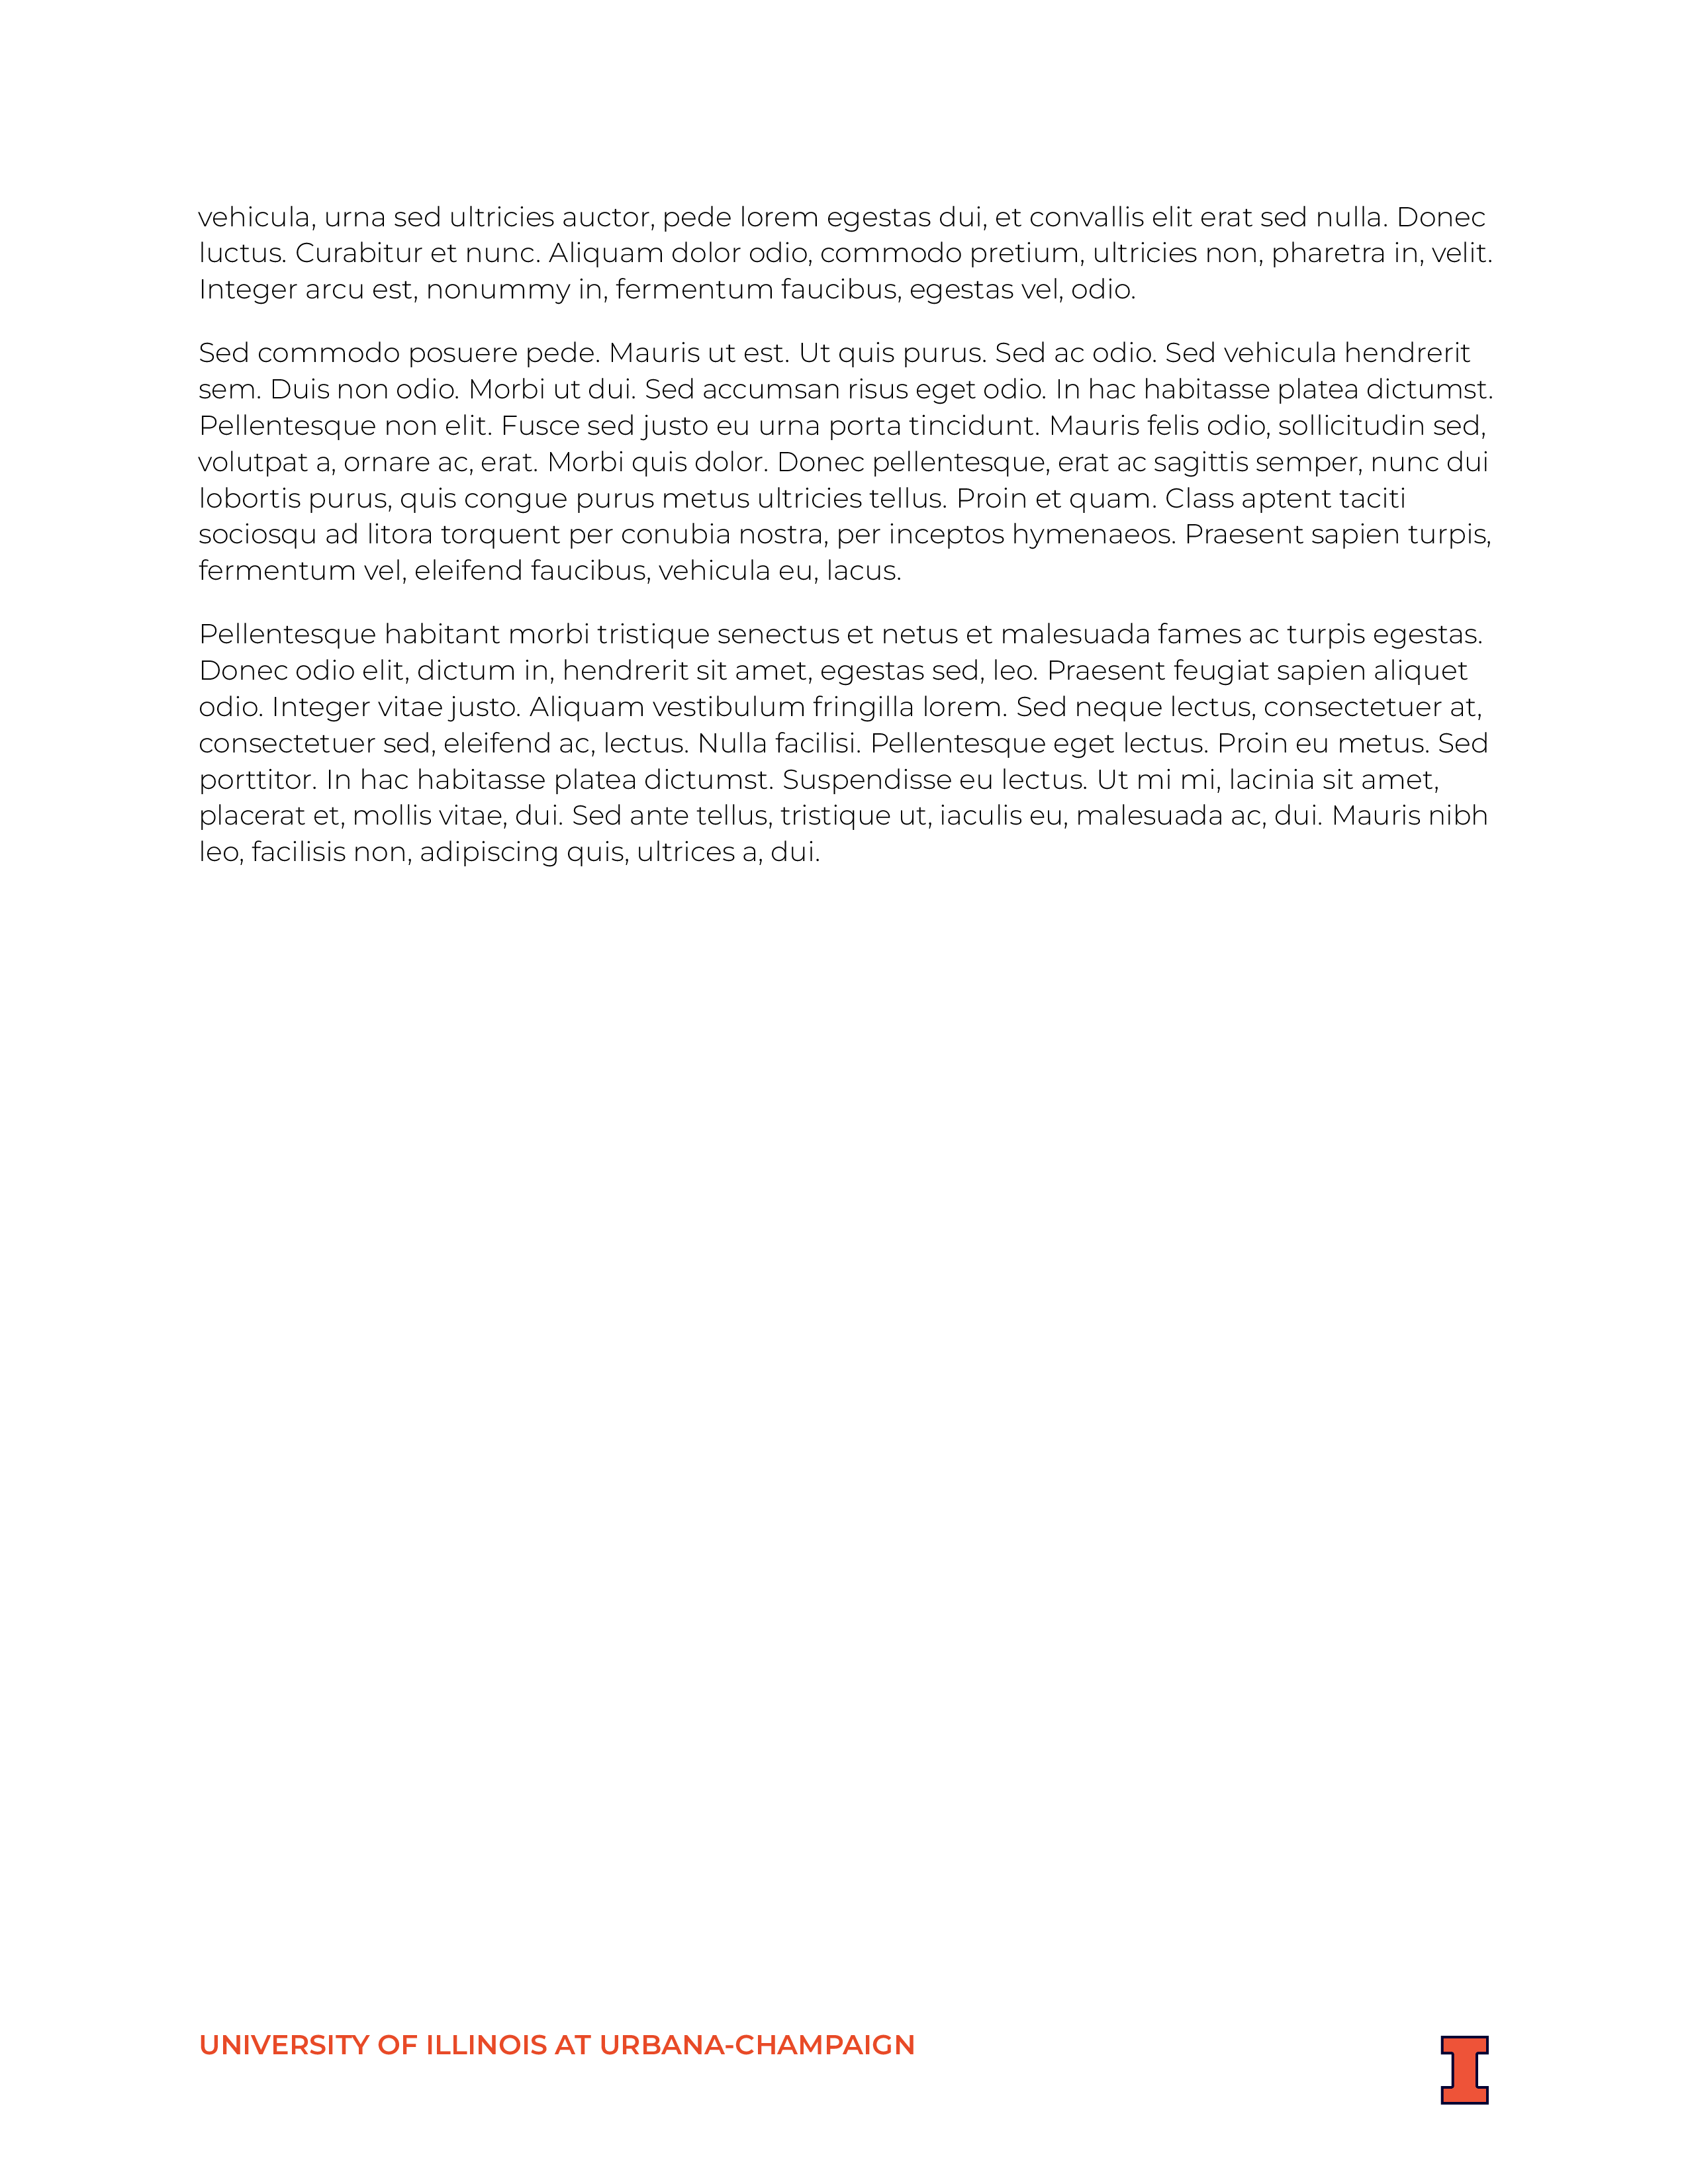 vehicula, urna sed ultricies auctor, pede lorem egestas dui, et convallis elit erat sed nulla. Donec
luctus. Curabitur et nunc. Aliquam dolor odio, commodo pretium, ultricies non, pharetra in, velit.
Integer arcu est, nonummy in, fermentum faucibus, egestas vel, odio.
Sed commodo posuere pede. Mauris ut est. Ut quis purus. Sed ac odio. Sed vehicula hendrerit
sem. Duis non odio. Morbi ut dui. Sed accumsan risus eget odio. In hac habitasse platea dictumst.
Pellentesque non elit. Fusce sed justo eu urna porta tincidunt. Mauris felis odio, sollicitudin sed,
volutpat a, ornare ac, erat. Morbi quis dolor. Donec pellentesque, erat ac sagittis semper, nunc dui
lobortis purus, quis congue purus metus ultricies tellus. Proin et quam. Class aptent taciti
sociosqu ad litora torquent per conubia nostra, per inceptos hymenaeos. Praesent sapien turpis,
fermentum vel, eleifend faucibus, vehicula eu, lacus.
Pellentesque habitant morbi tristique senectus et netus et malesuada fames ac turpis egestas.
Donec odio elit, dictum in, hendrerit sit amet, egestas sed, leo. Praesent feugiat sapien aliquet
odio. Integer vitae justo. Aliquam vestibulum fringilla lorem. Sed neque lectus, consectetuer at,
consectetuer sed, eleifend ac, lectus. Nulla facilisi. Pellentesque eget lectus. Proin eu metus. Sed
porttitor. In hac habitasse platea dictumst. Suspendisse eu lectus. Ut mi mi, lacinia sit amet,
placerat et, mollis vitae, dui. Sed ante tellus, tristique ut, iaculis eu, malesuada ac, dui. Mauris nibh
leo, facilisis non, adipiscing quis, ultrices a, dui.
UNIVERSITY OF ILLINOIS AT URBANA-CHAMPAIGN
I